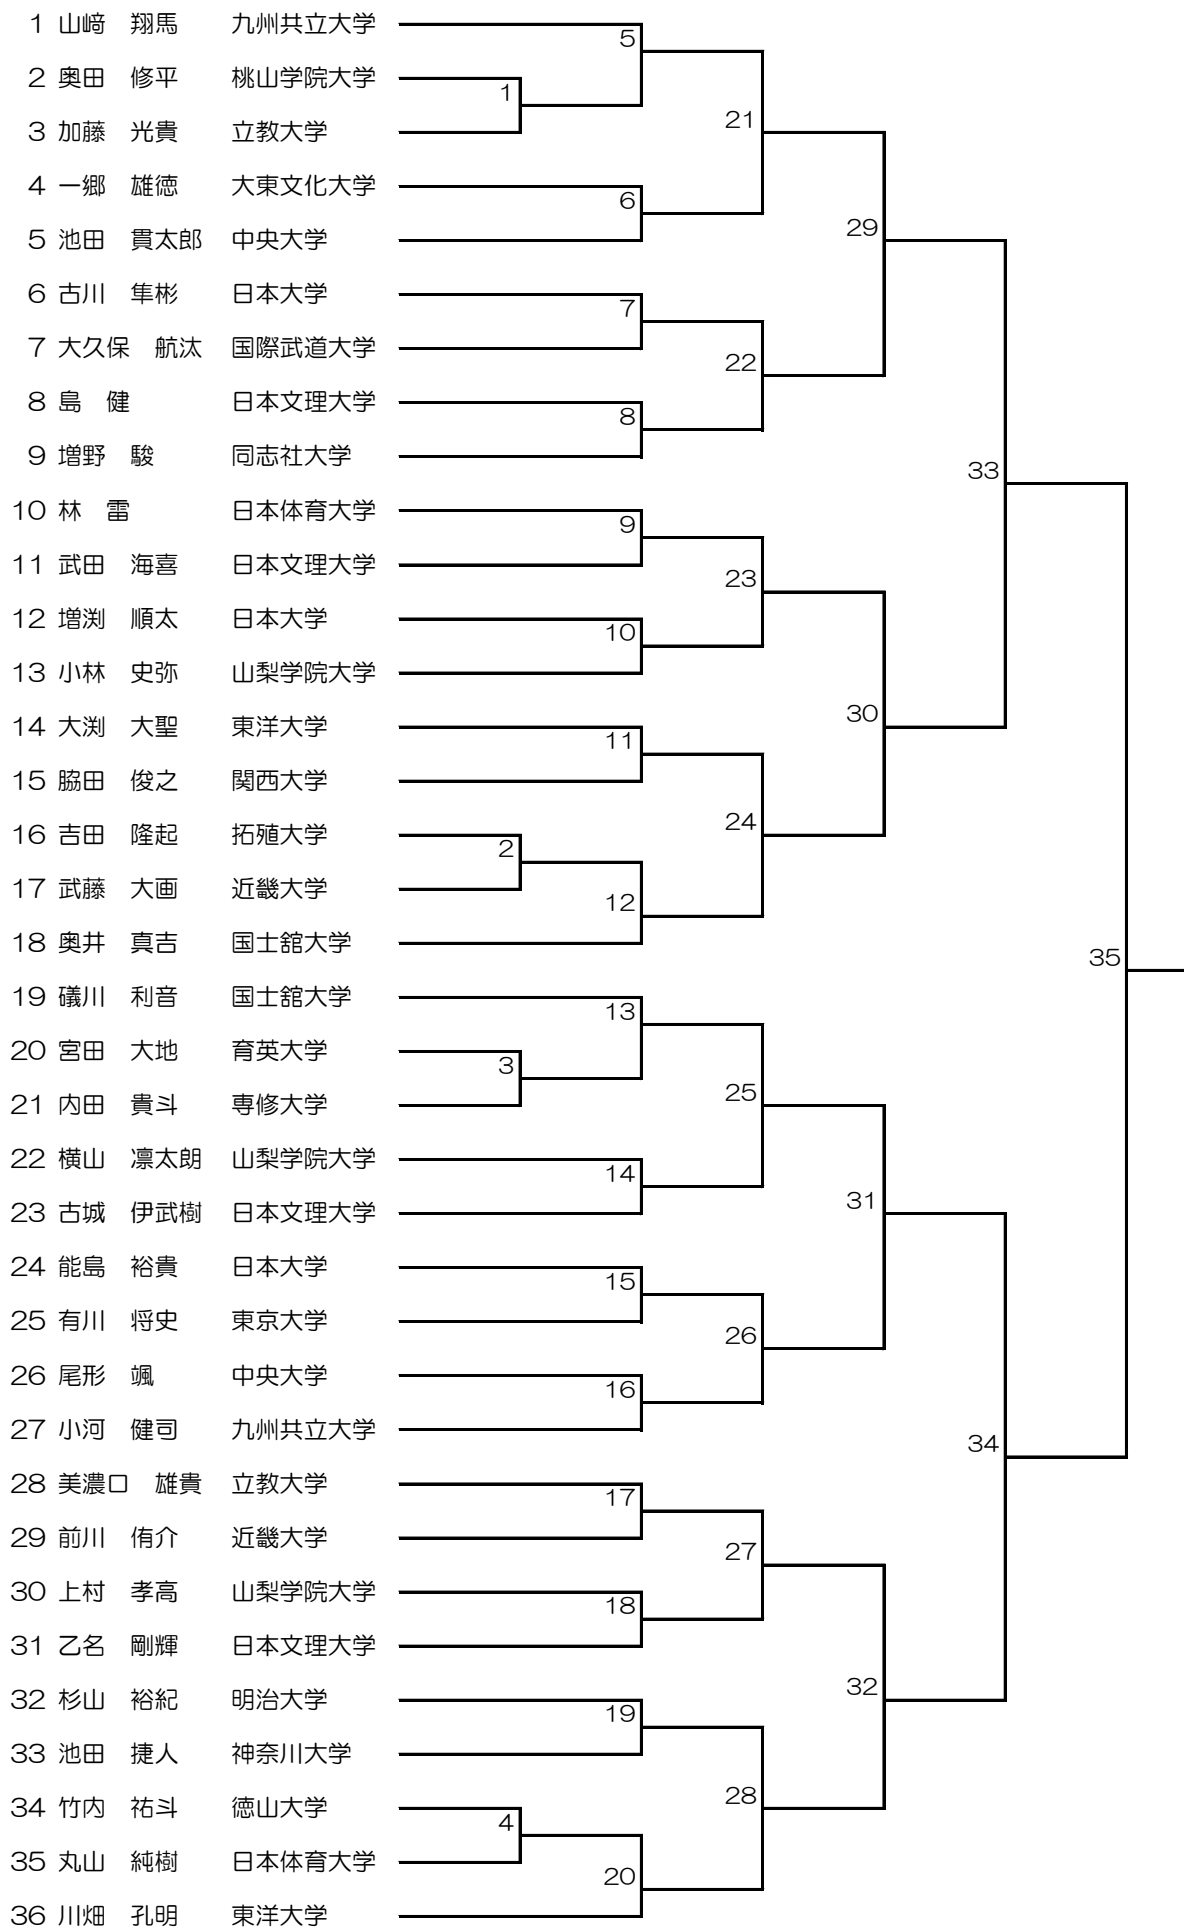 1 山﨑 翔馬 九州共立大学
5
2 奥田 修平 桃山学院大学
1
21
3 加藤 光貴 立教大学
4 一郷 雄徳 大東文化大学
6
29
5 池田 貫太郎 中央大学
6 古川 隼彬 日本大学
7
7 大久保 航汰 国際武道大学
22
8 島 健 日本文理大学
8
9 増野 駿 同志社大学
33
10 林 雷 日本体育大学
9
11 武田 海喜 日本文理大学
23
12 増渕 順太 日本大学
10
13 小林 史弥 山梨学院大学
30
14 大渕 大聖 東洋大学
11
15 脇田 俊之 関西大学
24
16 吉田 隆起 拓殖大学
2
17 武藤 大画 近畿大学
12
18 奥井 真吉 国士舘大学
35
19 礒川 利音 国士舘大学
13
20 宮田 大地 育英大学
3
25
21 内田 貴斗 専修大学
22 横山 凛太朗 山梨学院大学
14
31
23 古城 伊武樹 日本文理大学
24 能島 裕貴 日本大学
15
25 有川 将史 東京大学
26
26 尾形 颯 中央大学
16
27 小河 健司 九州共立大学
34
28 美濃口 雄貴 立教大学
17
29 前川 侑介 近畿大学
27
30 上村 孝高 山梨学院大学
18
31 乙名 剛輝 日本文理大学
32
32 杉山 裕紀 明治大学
19
33 池田 捷人 神奈川大学
28
34 竹内 祐斗 徳山大学
4
35 丸山 純樹 日本体育大学
20
36 川畑 孔明 東洋大学